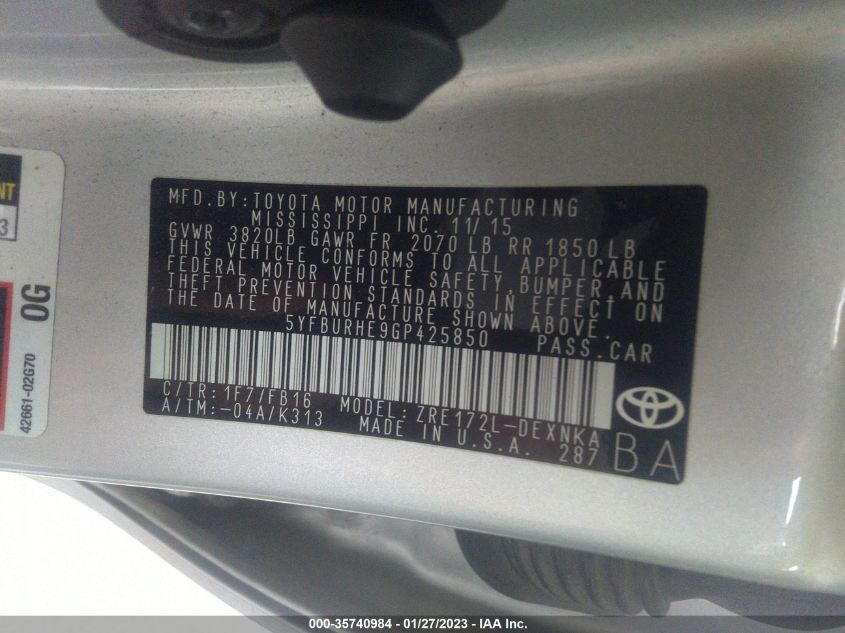 MFD. BY: TOYOTA MOTOR MANUFACTURING
MISSISSIPPI INC. 11/15
GVWR 3820LB GAWR FR 2070 LB RR 1850 LB
THIS VEHICLE CONFORMS TO ALL APPLICABLE
FEDERAL MOTOR VEHICLE SAFETY, BUMPER, AND
THEFT PREVENTION STANDARDS IN EFFECT ON
THE DATE OF MANUFACTURE SHOWN ABOVE.
5YFBURHE9GP425850 PASS.CAR
C/TR: 1F7/FB16 MODEL: ZRE172L-DEXNKA
A/TM:-04A/K313 MADE IN U.S.A. 287
BA
NT
3
OG
42661-02G70
000-35740984 / 01/27/2023 - © IAA Inc.